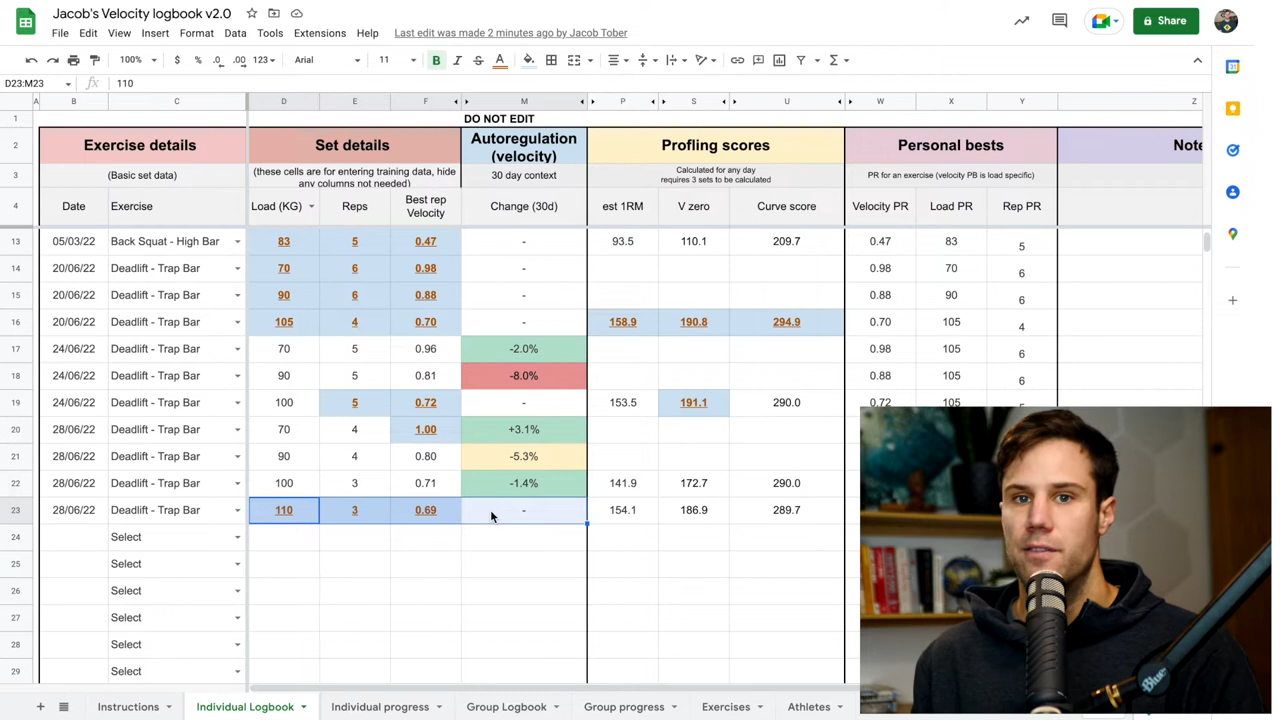 Jacob's Velocity logbook v2.0
File Edit View Insert Format Data Tools Extensions Help Last edit was made 2 minutes ago by Jacob Tober
Share
100% $ % .0 .00 123 Arial 11 B I S A
D23:M23 fx 110
A B C D E F M P S U W X Y Z
1 DO NOT EDIT
2 Exercise details Set details Autoregulation (velocity) Profling scores Personal bests Note
3 (Basic set data) (these cells are for entering training data, hide any columns not needed) 30 day context Calculated for any day requires 3 sets to be calculated PR for an exercise (velocity PB is load specific)
4 Date Exercise Load (KG) Reps Best rep Velocity Change (30d) est 1RM V zero Curve score Velocity PR Load PR Rep PR
13 05/03/22 Back Squat - High Bar 83 5 0.47 - 93.5 110.1 209.7 0.47 83 5
14 20/06/22 Deadlift - Trap Bar 70 6 0.98 - 0.98 70 6
15 20/06/22 Deadlift - Trap Bar 90 6 0.88 - 0.88 90 6
16 20/06/22 Deadlift - Trap Bar 105 4 0.70 - 158.9 190.8 294.9 0.70 105 4
17 24/06/22 Deadlift - Trap Bar 70 5 0.96 -2.0% 0.98 105 6
18 24/06/22 Deadlift - Trap Bar 90 5 0.81 -8.0% 0.88 105 6
19 24/06/22 Deadlift - Trap Bar 100 5 0.72 - 153.5 191.1 290.0 0.72 105
20 28/06/22 Deadlift - Trap Bar 70 4 1.00 +3.1%
21 28/06/22 Deadlift - Trap Bar 90 4 0.80 -5.3%
22 28/06/22 Deadlift - Trap Bar 100 3 0.71 -1.4% 141.9 172.7 290.0
23 28/06/22 Deadlift - Trap Bar 110 3 0.69 - 154.1 186.9 289.7
24 Select
25 Select
26 Select
27 Select
28 Select
29 Select
Instructions Individual Logbook Individual progress Group Logbook Group progress Exercises Athletes